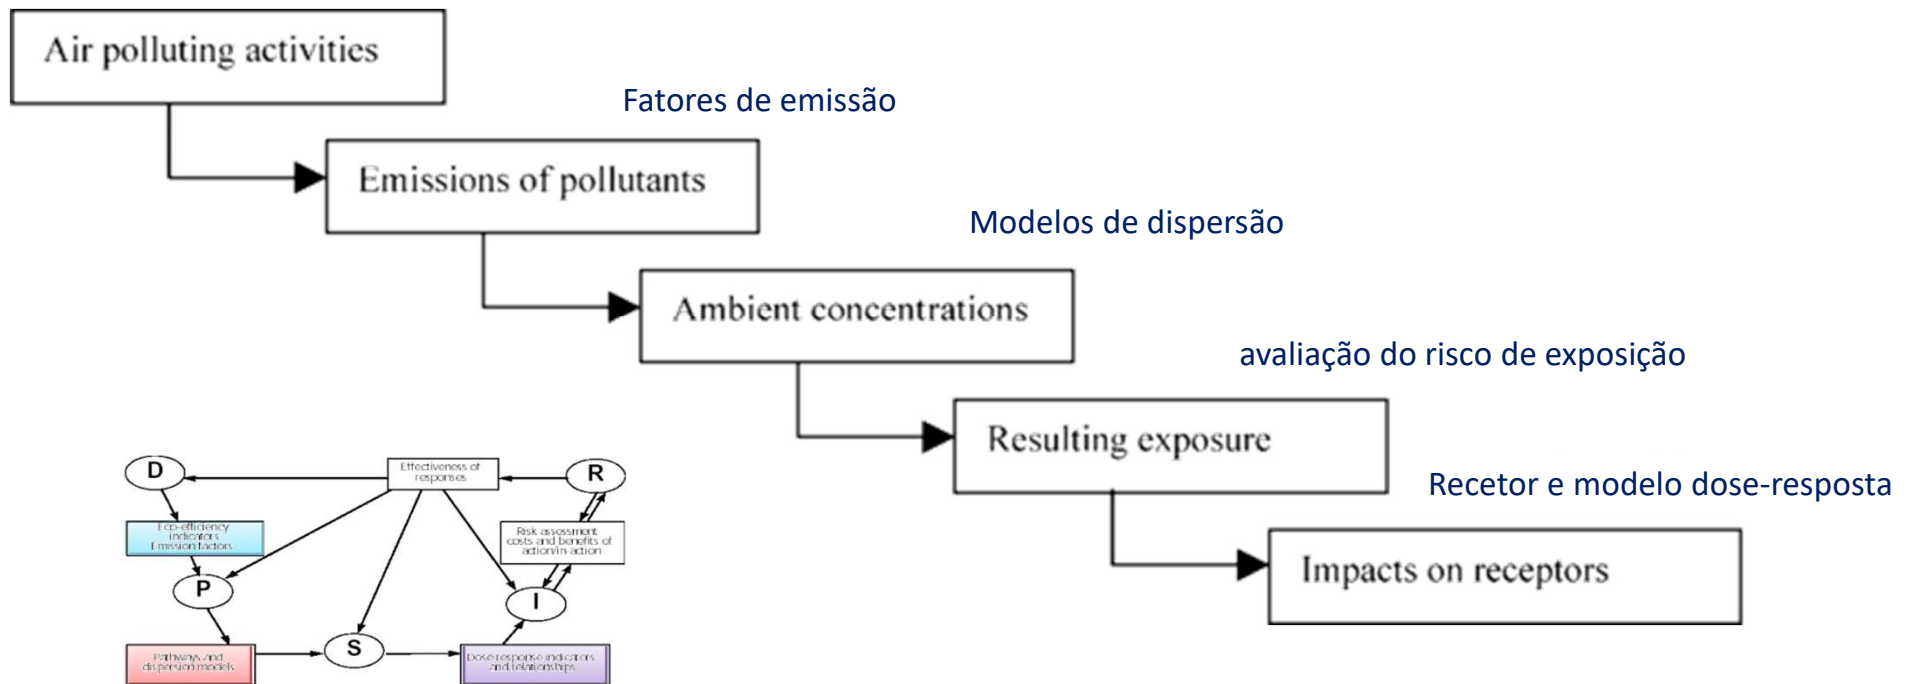 Air polluting activities
Fatores de emissão
Emissions of pollutants
Modelos de dispersão
Ambient concentrations
avaliação do risco de exposição
Resulting exposure
Recetor e modelo dose-resposta
Impacts on receptors
D
Effectiveness of
responses
R
Eco-efficiency
indicators
Emission factors
Risk assessment
costs and benefits of
action/in-action
P
I
S
Pathways and
dispersion models
Dose response indicators
and relationships